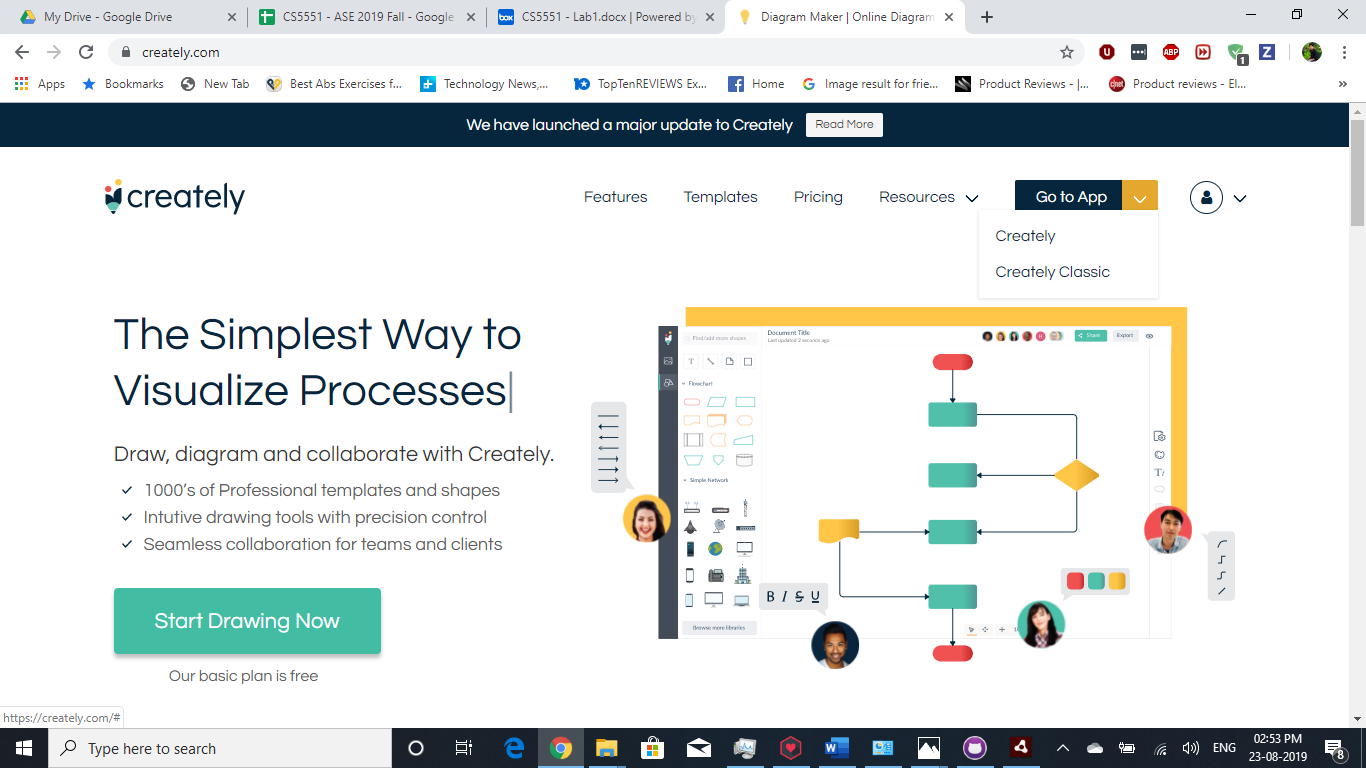 My Drive - Google Drive
CS5551 - ASE 2019 Fall - Google
CS5551 - Lab1.docx | Powered by
Diagram Maker | Online Diagram
creately.com
1
Apps
Bookmarks
New Tab
Best Abs Exercises f...
Technology News,...
TopTenREVIEWS Ex...
Home
Image result for frie...
Product Reviews - |...
Product reviews - El...
We have launched a major update to Creately
Read More
creately
Features
Templates
Pricing
Resources
Go to App
Creately
Creately Classic
The Simplest Way to
Visualize Processes
Draw, diagram and collaborate with Creately.
1000's of Professional templates and shapes
Intutive drawing tools with precision control
Seamless collaboration for teams and clients
Start Drawing Now
Our basic plan is free
Document Title
Last updated 2 seconds ago
Find/add more shapes
Share
Export
Flowchart
Simple Network
Browse more libraries
B I S U
https://creately.com/#
Type here to search
ENG
02:53 PM
23-08-2019
8